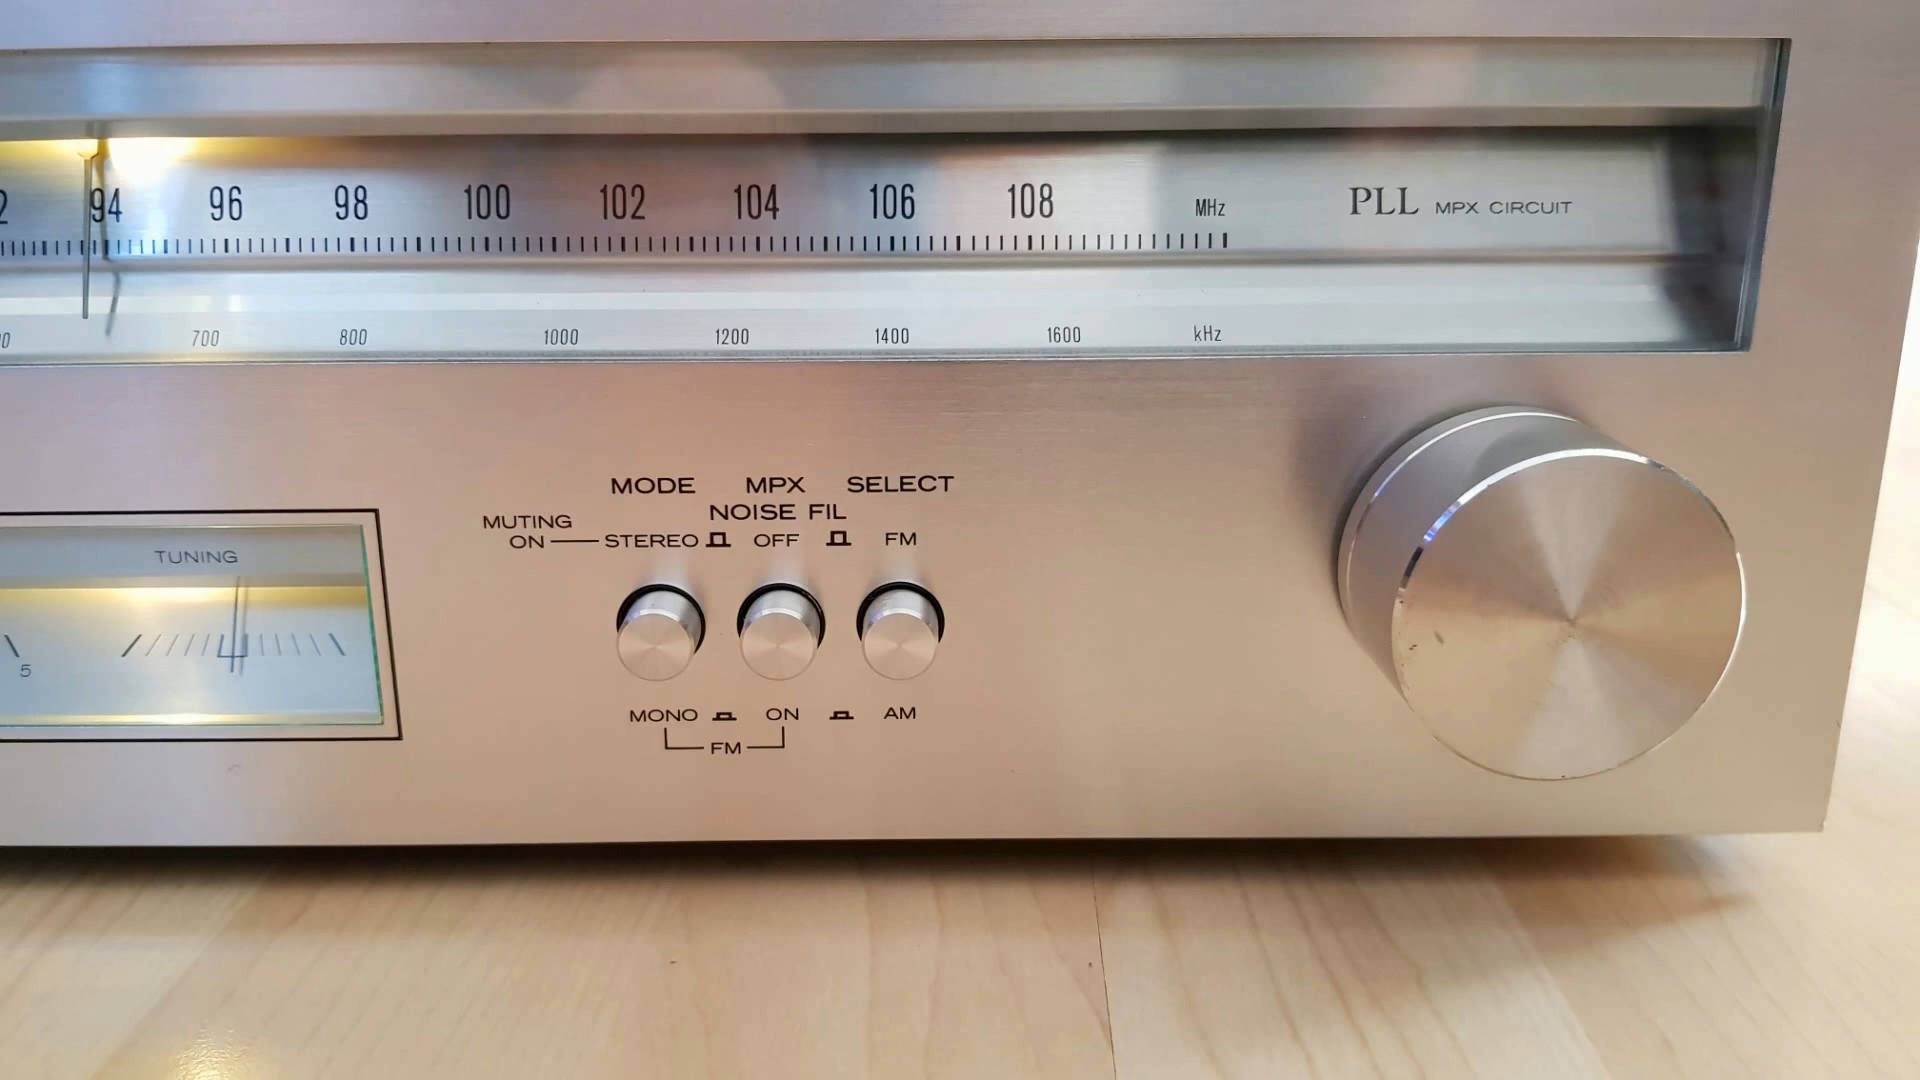 94 96 98 100 102 104 106 108 MHz PLL MPX CIRCUIT
700 800 1000 1200 1400 1600 kHz
MODE MPX SELECT
NOISE FIL
MUTING
ON STEREO OFF FM
TUNING
5
MONO ON AM
FM